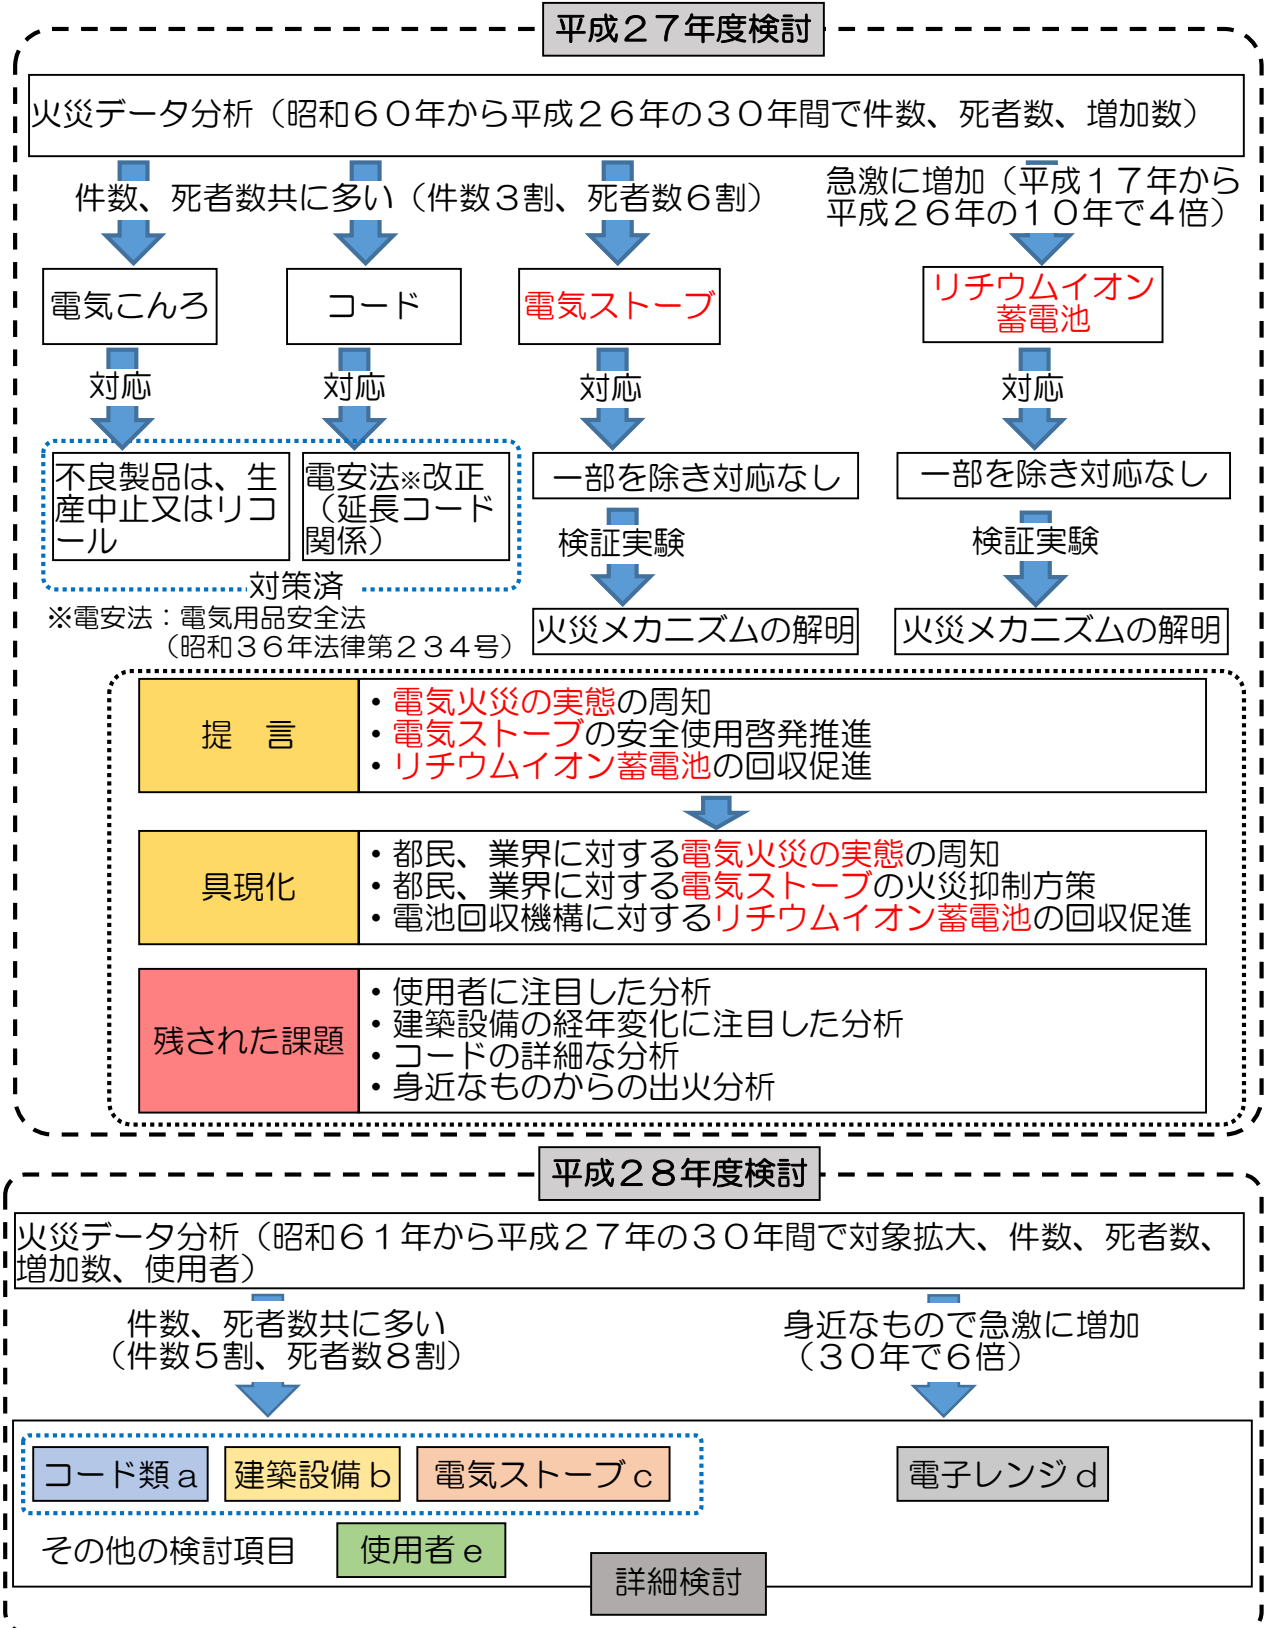 平成２７年度検討
火災データ分析（昭和６０年から平成２６年の３０年間で件数、死者数、増加数）
件数、死者数共に多い（件数３割、死者数６割）
急激に増加（平成１７年から
平成２６年の１０年で４倍）
電気こんろ
コード
電気ストーブ
リチウムイオン
蓄電池
対応
対応
対応
対応
不良製品は、生
産中止又はリコ
ール
電安法※改正
（延長コード
関係）
一部を除き対応なし
一部を除き対応なし
対策済
検証実験
検証実験
※電安法：電気用品安全法
（昭和３６年法律第２３４号）
火災メカニズムの解明
火災メカニズムの解明
提　言
・電気火災の実態の周知
・電気ストーブの安全使用啓発推進
・リチウムイオン蓄電池の回収促進
具現化
・都民、業界に対する電気火災の実態の周知
・都民、業界に対する電気ストーブの火災抑制方策
・電池回収機構に対するリチウムイオン蓄電池の回収促進
残された課題
・使用者に注目した分析
・建築設備の経年変化に注目した分析
・コードの詳細な分析
・身近なものからの出火分析
平成２８年度検討
火災データ分析（昭和６１年から平成２７年の３０年間で対象拡大、件数、死者数、
増加数、使用者）
件数、死者数共に多い
（件数５割、死者数８割）
身近なもので急激に増加
（３０年で６倍）
コード類ａ
建築設備ｂ
電気ストーブｃ
電子レンジｄ
その他の検討項目
使用者ｅ
詳細検討